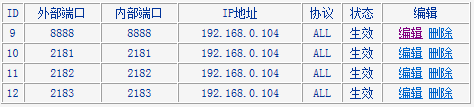 ID 外部端口 内部端口 IP地址 协议 状态 编辑
9 8888 8888 192.168.0.104 ALL 生效 编辑 删除
10 2181 2181 192.168.0.104 ALL 生效 编辑 删除
11 2182 2182 192.168.0.104 ALL 生效 编辑 删除
12 2183 2183 192.168.0.104 ALL 生效 编辑 删除